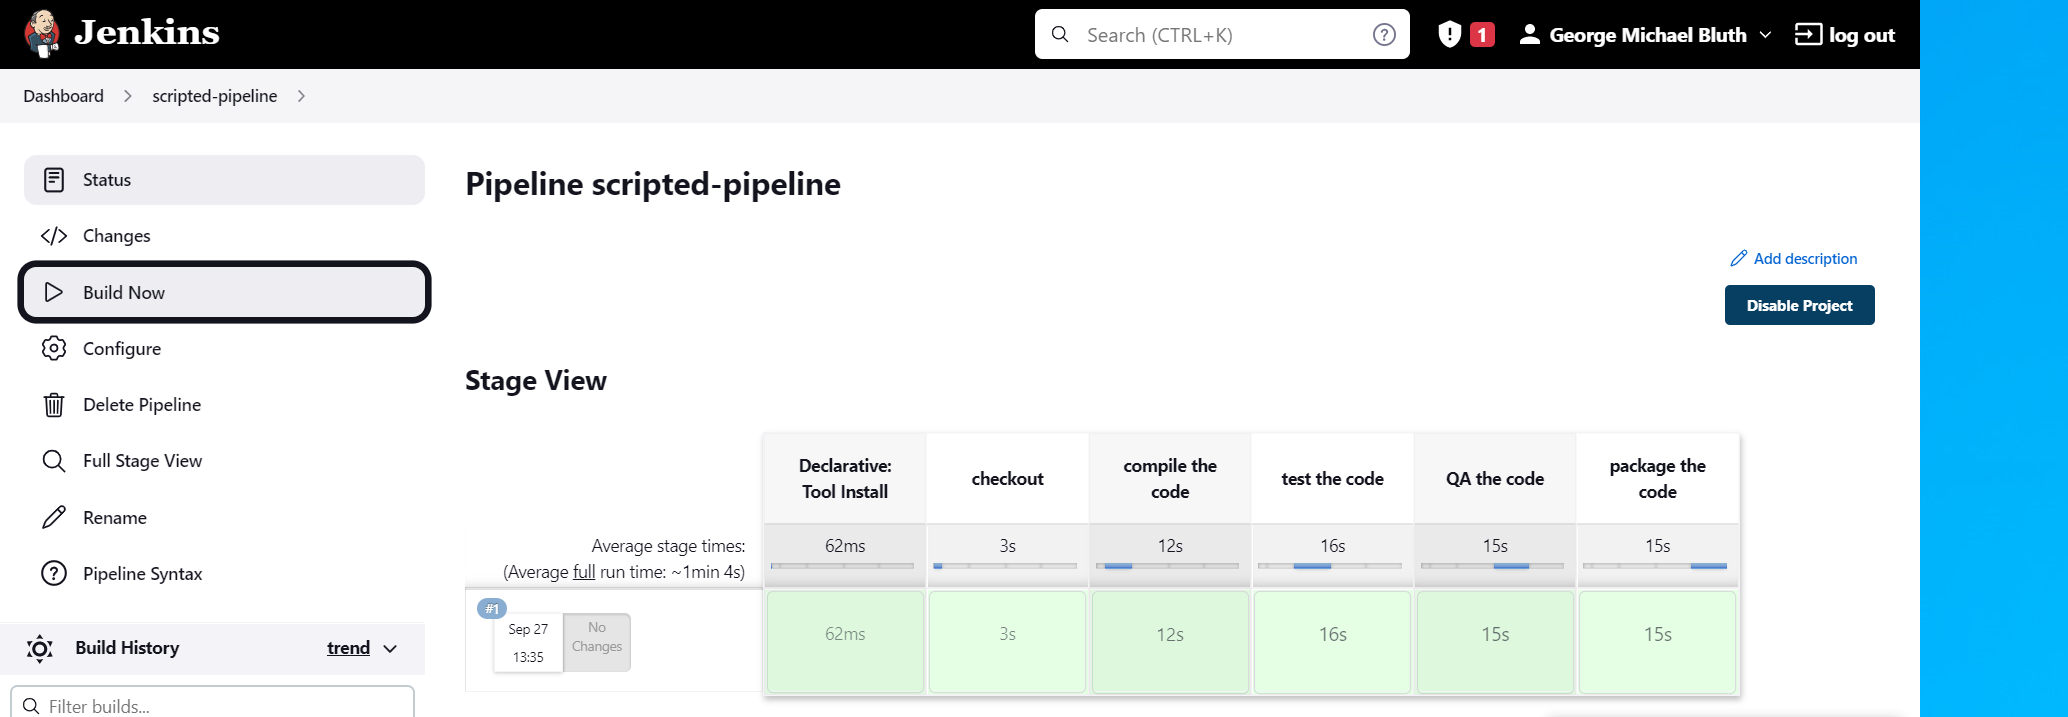 Jenkins
Search (CTRL+K)
?
1
George Michael Bluth
log out
Dashboard
scripted-pipeline
Status
Changes
Build Now
Configure
Delete Pipeline
Full Stage View
Rename
Pipeline Syntax
Build History
trend
Filter builds...
Pipeline scripted-pipeline
Add description
Disable Project
Stage View
Declarative:
Tool Install
checkout
compile the
code
test the code
QA the code
package the
code
Average stage times:
(Average full run time: ~1min 4s)
62ms
3s
12s
16s
15s
15s
#1
Sep 27
13:35
No
Changes
62ms
3s
12s
16s
15s
15s